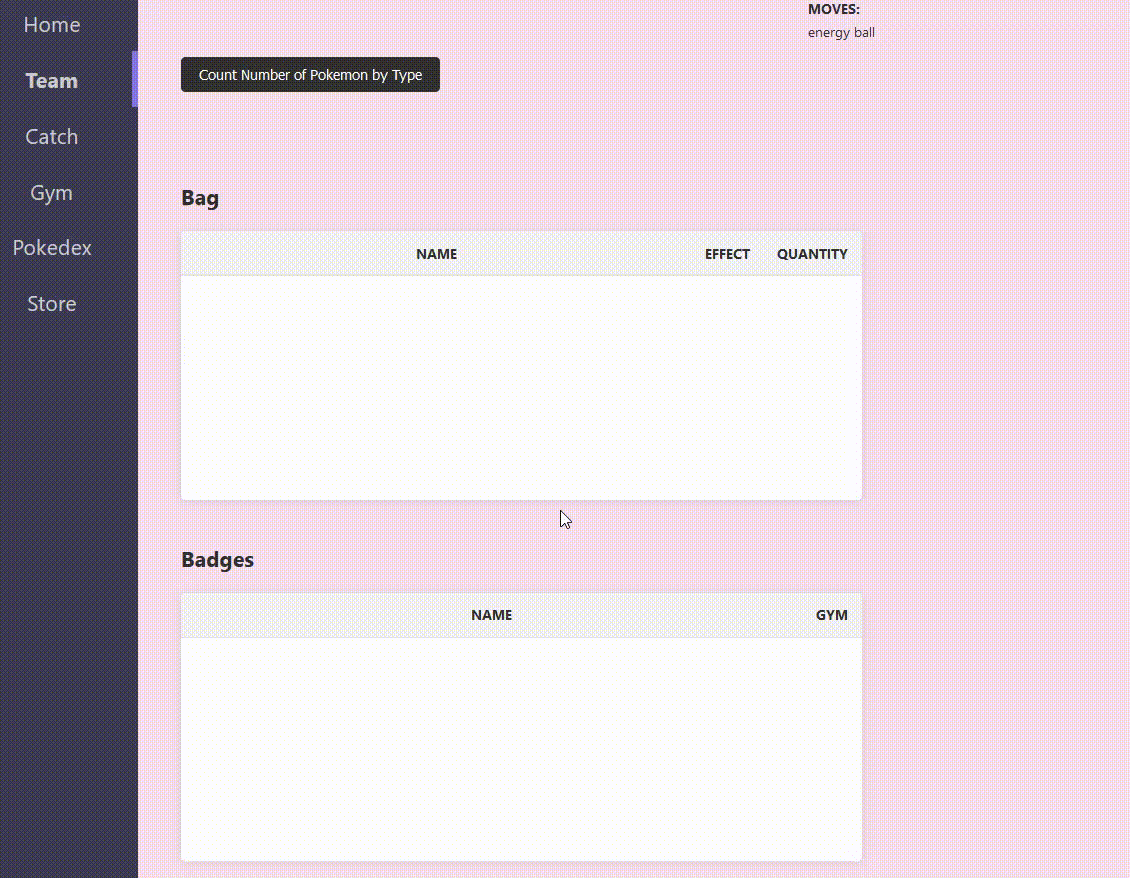 Home
Team
Catch
Gym
Pokedex
Store
MOVES:
energy ball
Count Number of Pokemon by Type
Bag
NAME EFFECT QUANTITY
Badges
NAME GYM